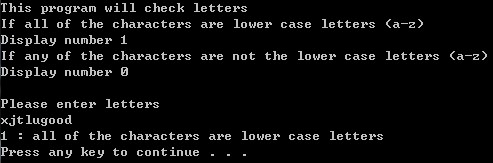 This program will check letters
If all of the characters are lower case letters (a-z)
Display number 1
If any of the characters are not the lower case letters (a-z)
Display number 0
Please enter letters
xjtlugood
1 : all of the characters are lower case letters
Press any key to continue . . .